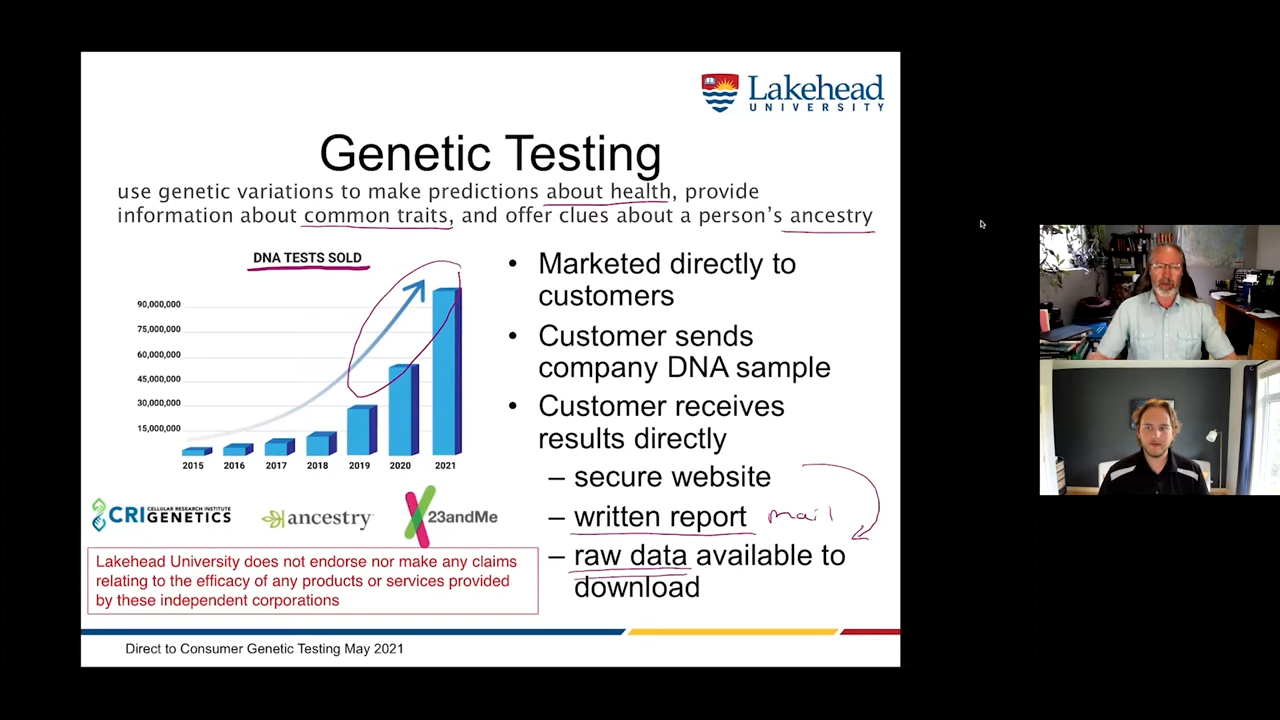 Lakehead
UNIVERSITY
Genetic Testing
use genetic variations to make predictions about health, provide
information about common traits, and offer clues about a person's ancestry
DNA TESTS SOLD
90,000,000
75,000,000
60,000,000
45,000,000
30,000,000
15,000,000
2015 2016 2017 2018 2019 2020 2021
CRI CELLULAR RESEARCH INSTITUTE
GENETICS
ancestry
23andMe
Lakehead University does not endorse nor make any claims
relating to the efficacy of any products or services provided
by these independent corporations
• Marketed directly to
customers
• Customer sends
company DNA sample
• Customer receives
results directly
– secure website
– written report mail
– raw data available to
download
Direct to Consumer Genetic Testing May 2021